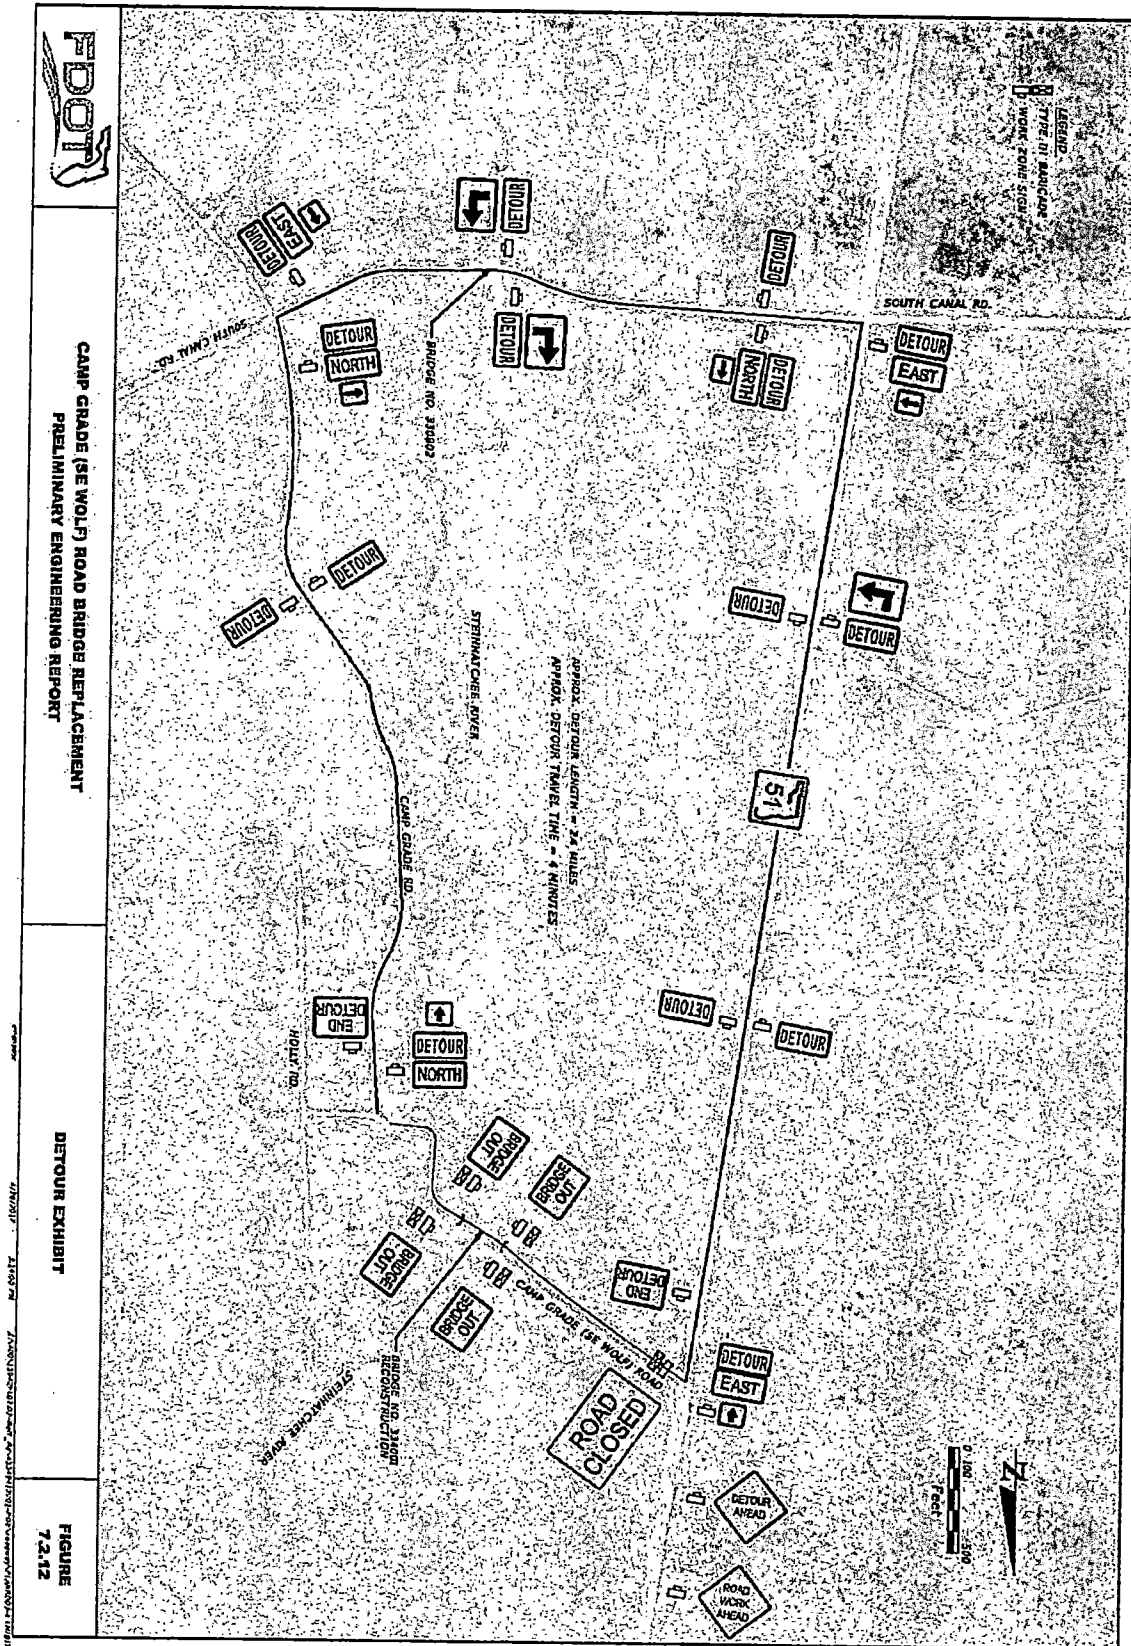 LEGEND
TYPE III BARICADE
WORK ZONE SIGN
SOUTH CANAL RD.
DETOUR
EAST
DETOUR
DETOUR
NORTH
DETOUR
DETOUR
DETOUR
EAST
DETOUR
SOUTH CANAL RD.
DETOUR
NORTH
BRIDGE NO.
DETOUR
DETOUR
DETOUR
DETOUR
51
STEINHATCHEE RIVER
APPROX. DETOUR LENGTH =
MILES
APPROX. DETOUR TRAVEL TIME = 4 MINUTES
CAMP GRADE RD.
DETOUR
DETOUR
END
DETOUR
DETOUR
NORTH
HOLLY RD.
BRIDGE
OUT
BRIDGE
OUT
BRIDGE
OUT
BRIDGE
OUT
END
DETOUR
CAMP GRADE (SE WOLF) ROAD
BRIDGE NO.
RECONSTRUCTION
STEINHATCHEE RIVER
DETOUR
EAST
ROAD
CLOSED
DETOUR
AHEAD
ROAD
WORK
AHEAD
N
0 100 500
Feet
FDOT
CAMP GRADE (SE WOLF) ROAD BRIDGE REPLACEMENT
PRELIMINARY ENGINEERING REPORT
DETOUR EXHIBIT
FIGURE
7.2.12